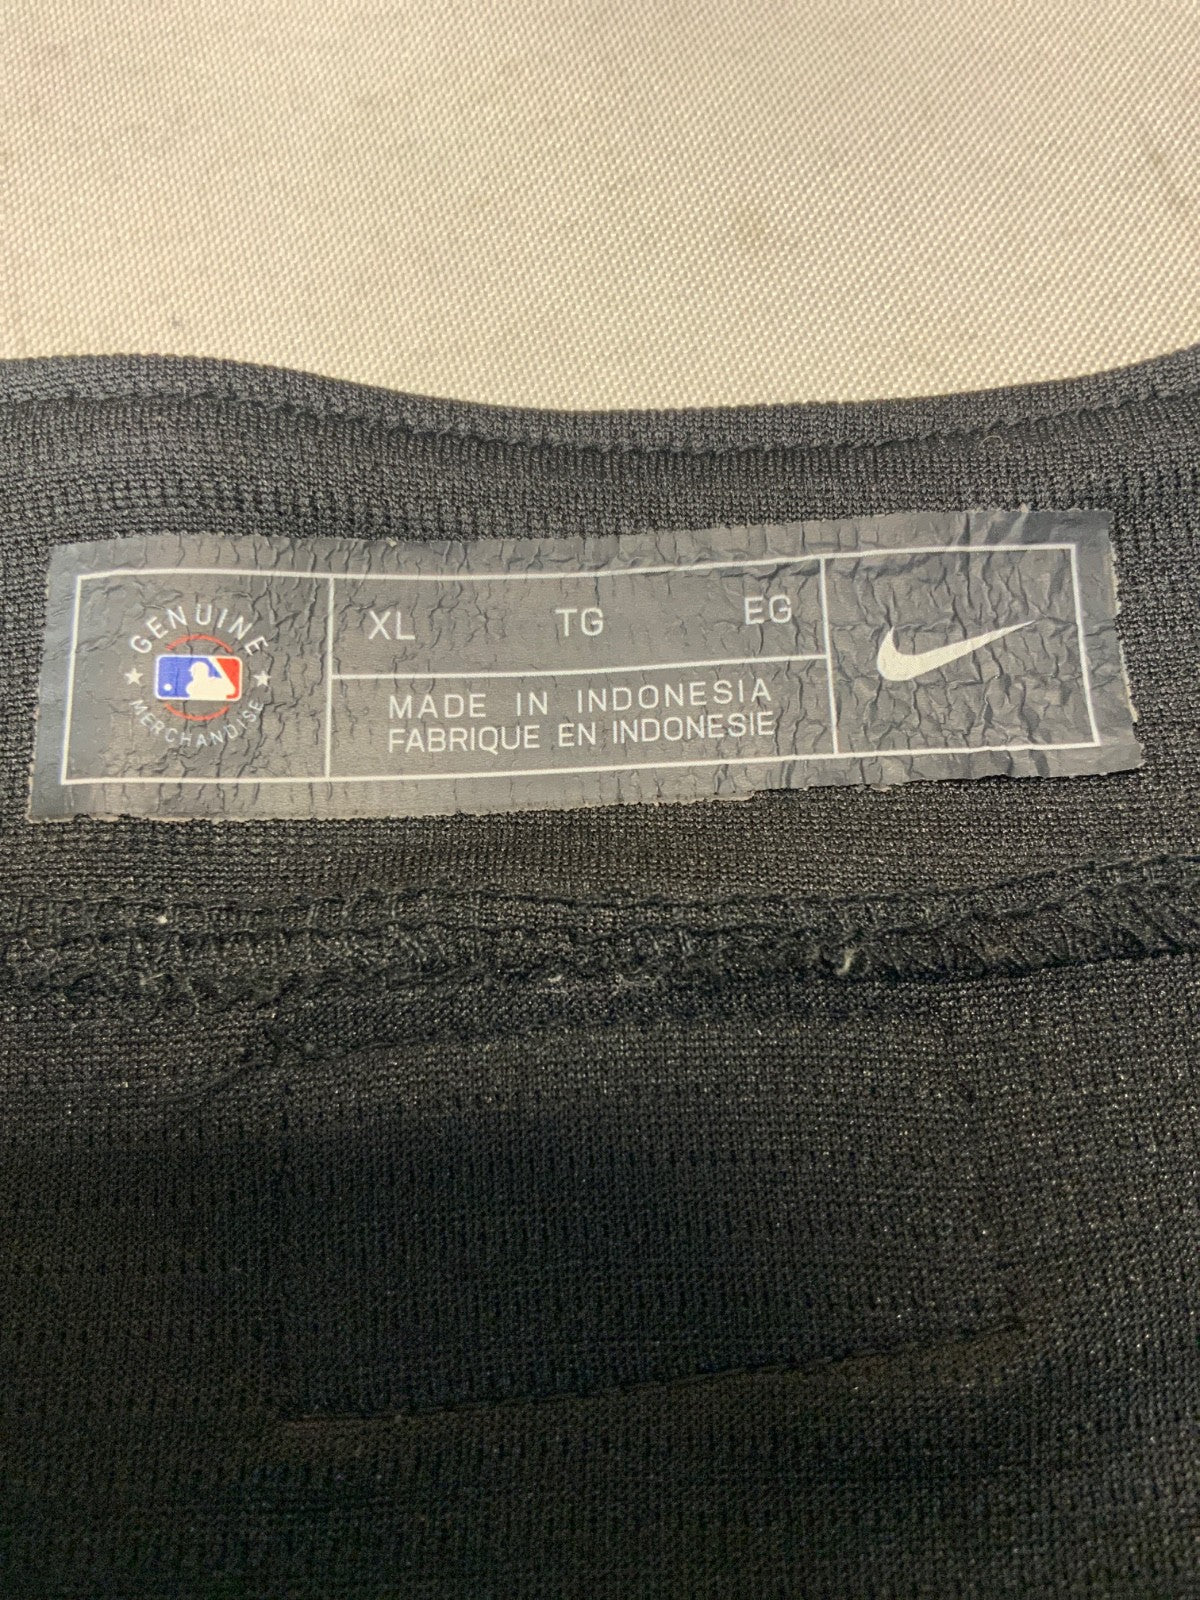 GENUINE
MERCHANDISE
XL TG EG
MADE IN INDONESIA
FABRIQUE EN INDONESIE